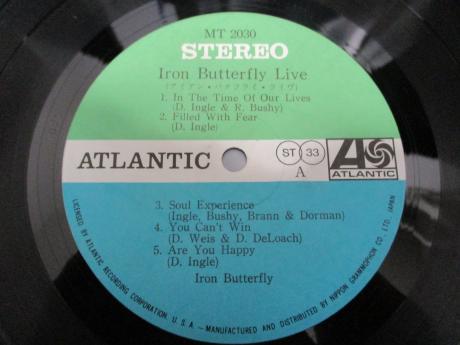 MT 2030
STEREO
Iron Butterfly Live
(アイアン・バタフライ・ライヴ)
1. In The Time Of Our Lives
(D. Ingle & R. Bushy)
2. Filled With Fear
(D. Ingle)
ATLANTIC
ST 33
A
ATLANTIC
3. Soul Experience
(Ingle, Bushy, Brann & Dorman)
4. You Can't Win
(D. Weis & D. DeLoach)
5. Are You Happy
(D. Ingle)
Iron Butterfly
LICENSED BY ATLANTIC RECORDING CORPORATION U.S.A.—MANUFACTURED AND DISTRIBUTED BY NIPPON GRAMMOPHON CO., LTD. JAPAN